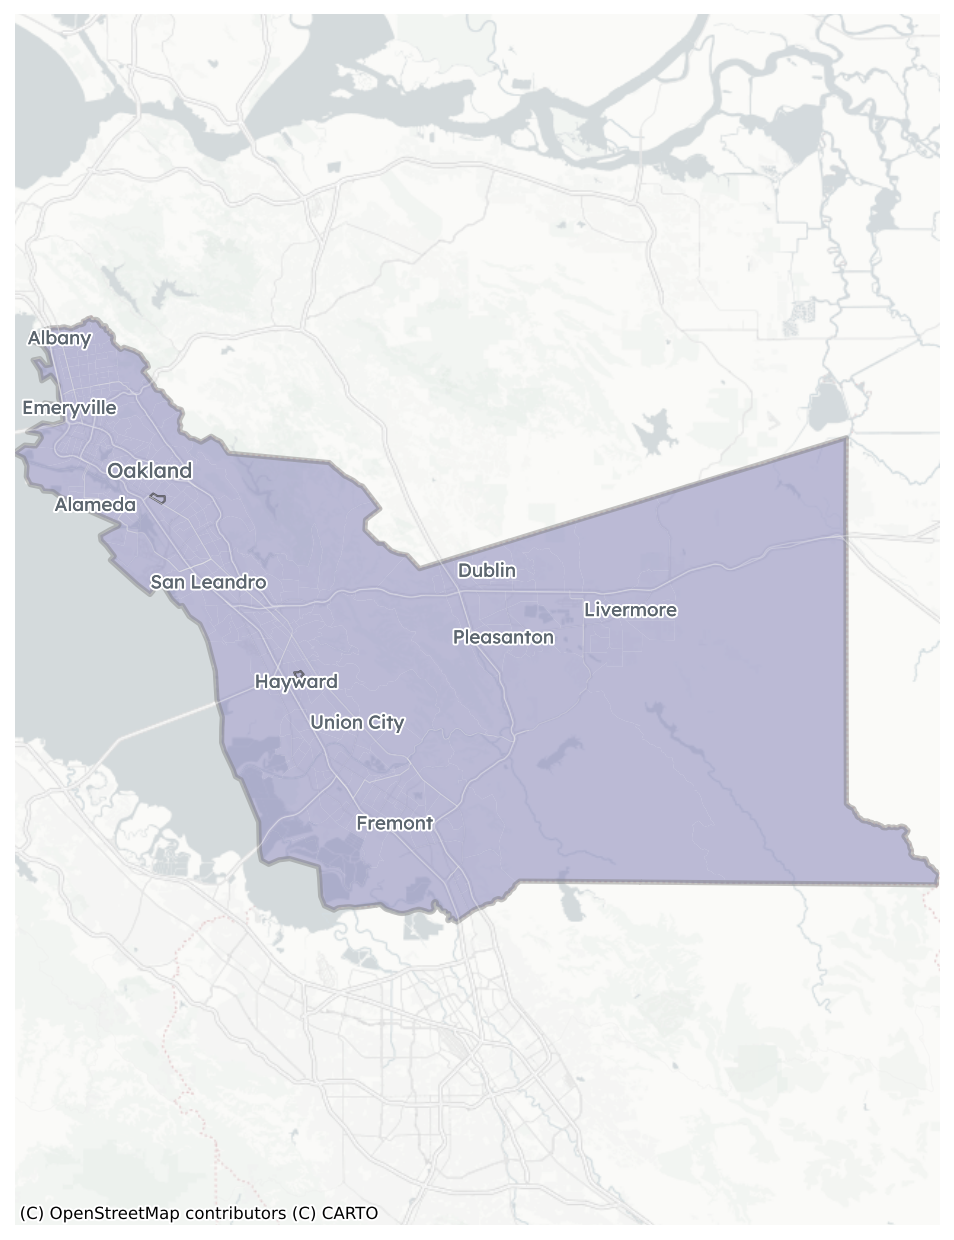 Albany
Emeryville
Oakland
Alameda
San Leandro
Dublin
Livermore
Pleasanton
Hayward
Union City
Fremont
(C) OpenStreetMap contributors (C) CARTO